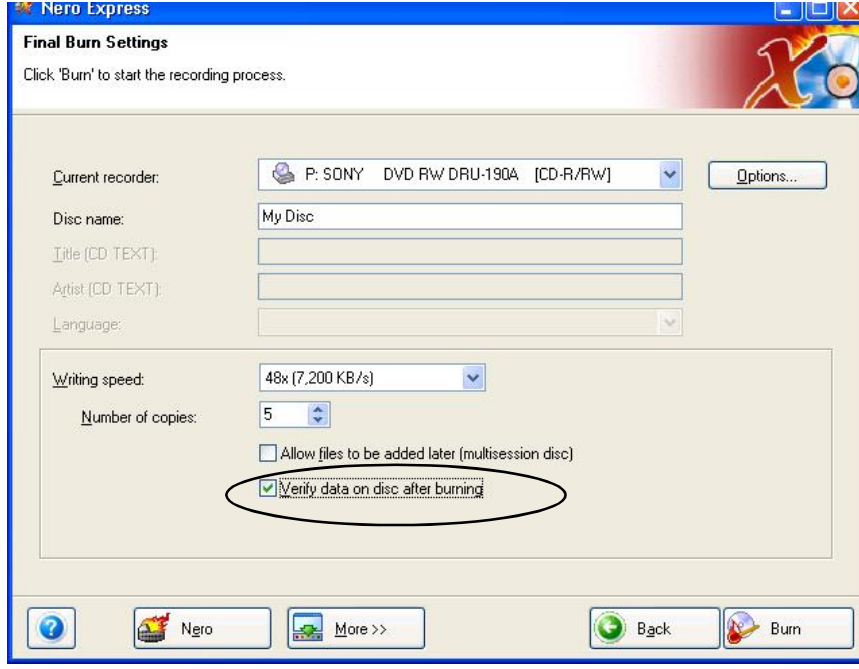 Nero Express
Final Burn Settings
Click 'Burn' to start the recording process.
Current recorder: P: SONY DVD RW DRU-190A [CD-R/RW] Options...
Disc name: My Disc
Title (CD TEXT):
Artist (CD TEXT):
Language:
Writing speed: 48x (7,200 KB/s)
Number of copies: 5
Allow files to be added later (multisession disc)
Verify data on disc after burning
? Nero More >> Back Burn